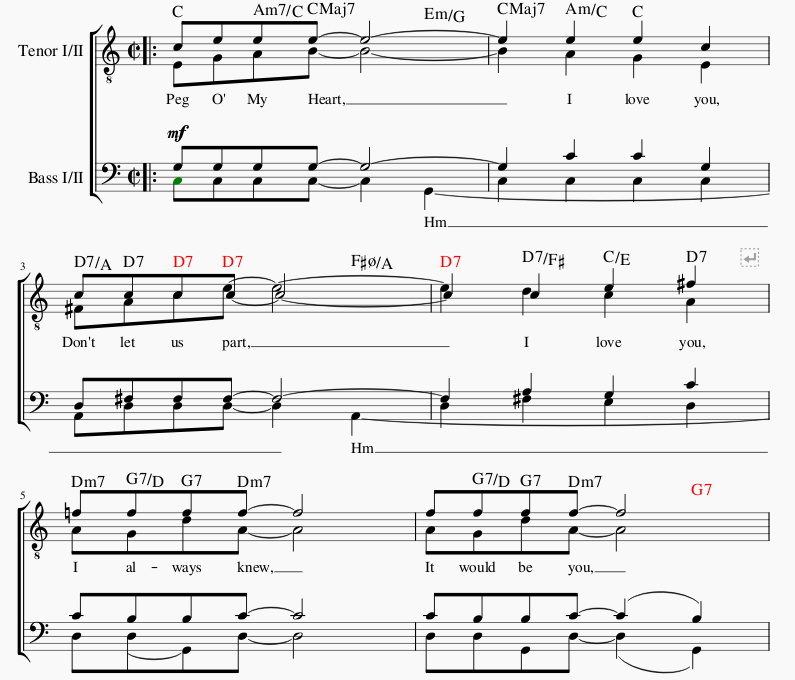 C Am7/C CMaj7 Em/G CMaj7 Am/C C
Tenor I/II
Peg O' My Heart, I love you,
mf
Bass I/II
Hm
D7/A D7 D7 D7 F♯ø/A D7 D7/F♯ C/E D7
3
8
Don't let us part, I love you,
Hm
Dm7 G7/D G7 Dm7 G7/D G7 Dm7 G7
5
8
I al - ways knew, It would be you,